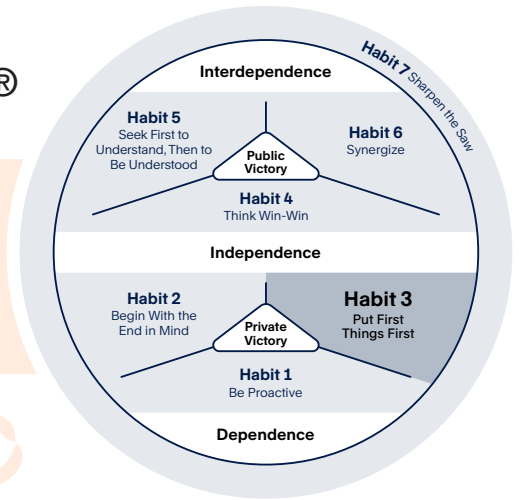 ®
Habit 7 Sharpen the Saw
Interdependence
Habit 5
Seek First to
Understand, Then to
Be Understood
Habit 6
Synergize
Public
Victory
Habit 4
Think Win-Win
Independence
Habit 2
Begin With the
End in Mind
Habit 3
Put First
Things First
Private
Victory
Habit 1
Be Proactive
Dependence